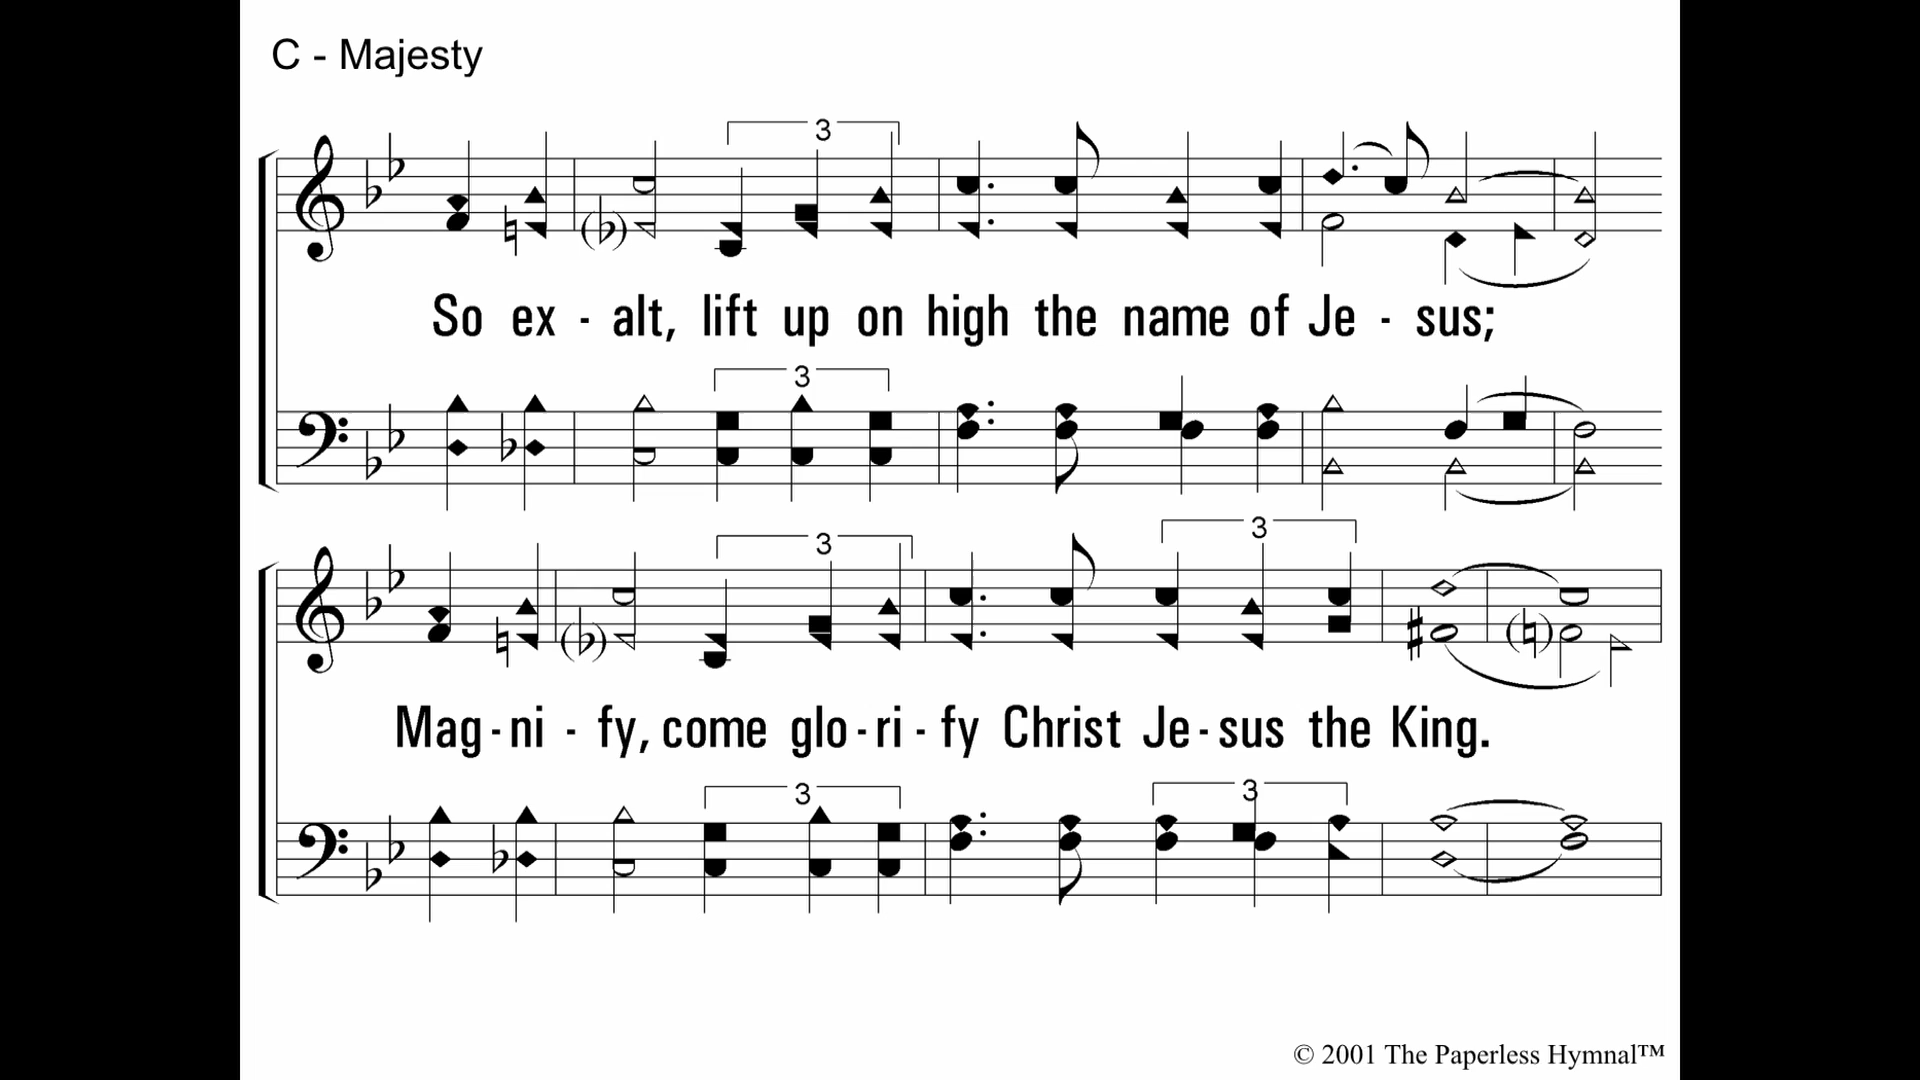 C - Majesty
3
3
So ex - alt, lift up on high the name of Je - sus;
3
3
3
Mag - ni - fy, come glo - ri - fy Christ Je - sus the King.
3
3
© 2001 The Paperless Hymnal™